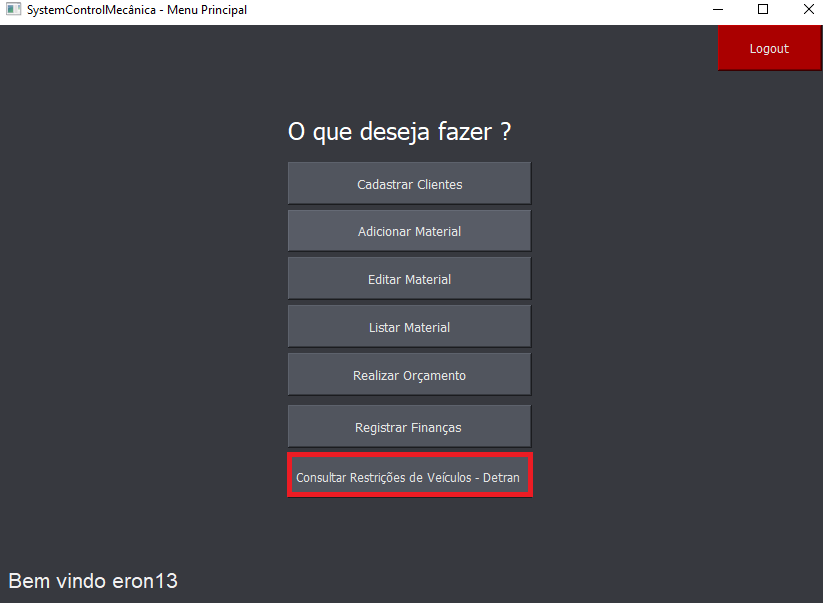 SystemControlMecânica - Menu Principal
Logout
O que deseja fazer ?
Cadastrar Clientes
Adicionar Material
Editar Material
Listar Material
Realizar Orçamento
Registrar Finanças
Consultar Restrições de Veículos - Detran
Bem vindo eron13